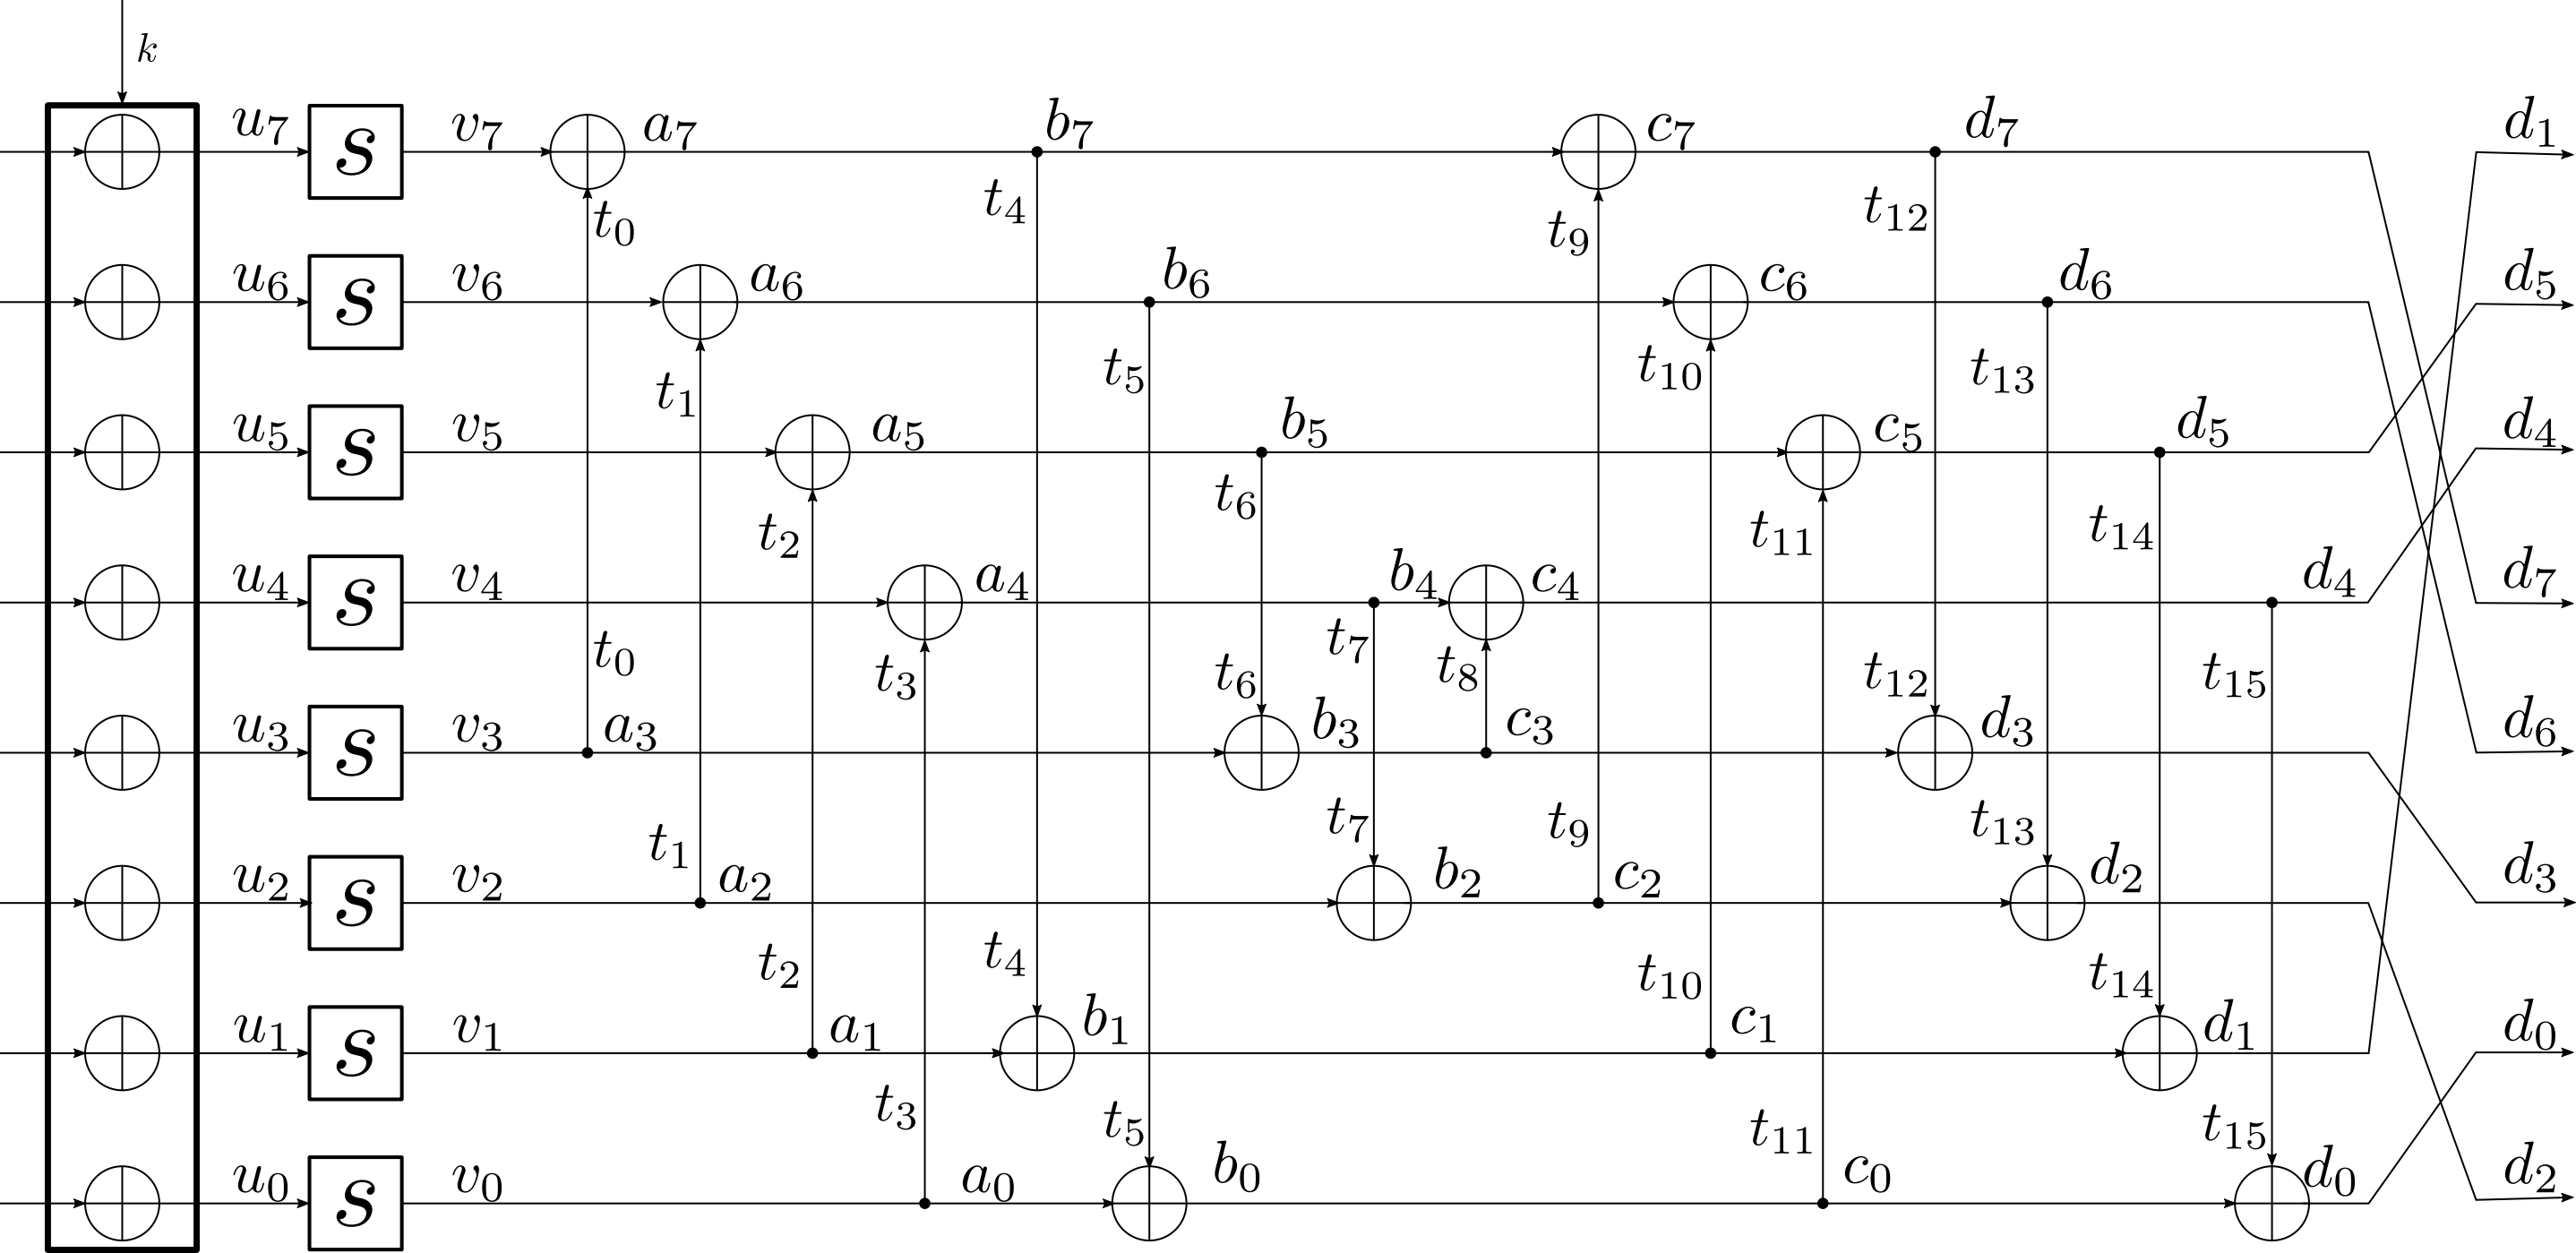 k
u₇ S v₇ a₇ b₇ c₇ d₇ d₁
t₀ t₄ t₉ t₁₂
u₆ S v₆ a₆ b₆ c₆ d₆ d₅
t₁ t₅ t₁₀ t₁₃
u₅ S v₅ a₅ b₅ c₅ d₅ d₄
t₂ t₆ t₁₁ t₁₄
u₄ S v₄ a₄ b₄ c₄ d₄ d₇
t₀ t₃ t₆ t₇ t₈ t₁₂ t₁₅
u₃ S v₃ a₃ b₃ c₃ d₃ d₆
t₁ t₇ t₉ t₁₃
u₂ S v₂ a₂ b₂ c₂ d₂ d₃
t₂ t₄ t₁₀ t₁₄
u₁ S v₁ a₁ b₁ c₁ d₁ d₀
t₃ t₅ t₁₁ t₁₅
u₀ S v₀ a₀ b₀ c₀ d₀ d₂